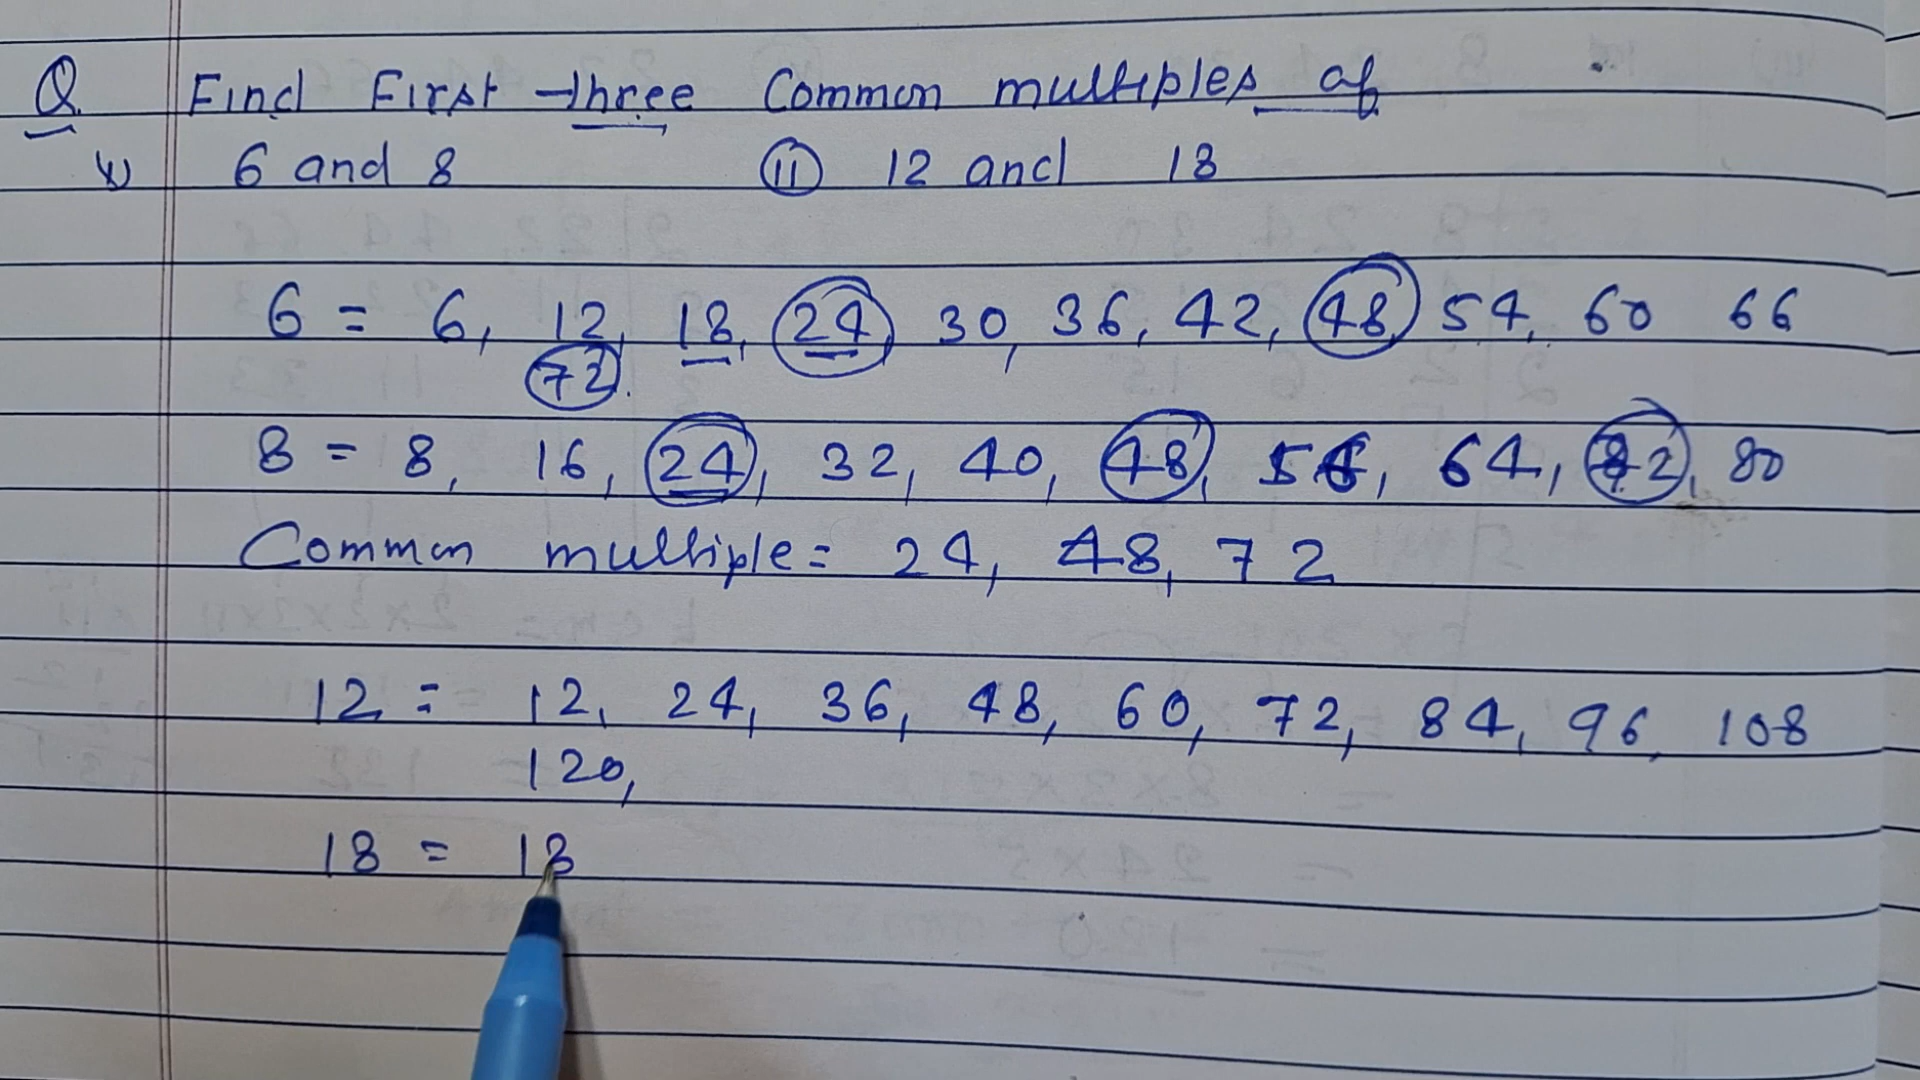 Q Find First three Common multiples of
(i) 6 and 8 (ii) 12 and 18
6 = 6, 12, 18, 24, 30, 36, 42, 48, 54, 60 66
72.
8 = 8, 16, 24, 32, 40, 48, 56, 64, 72, 80
Common multiple = 24, 48, 72
12 = 12, 24, 36, 48, 60, 72, 84, 96, 108
120,
18 = 18